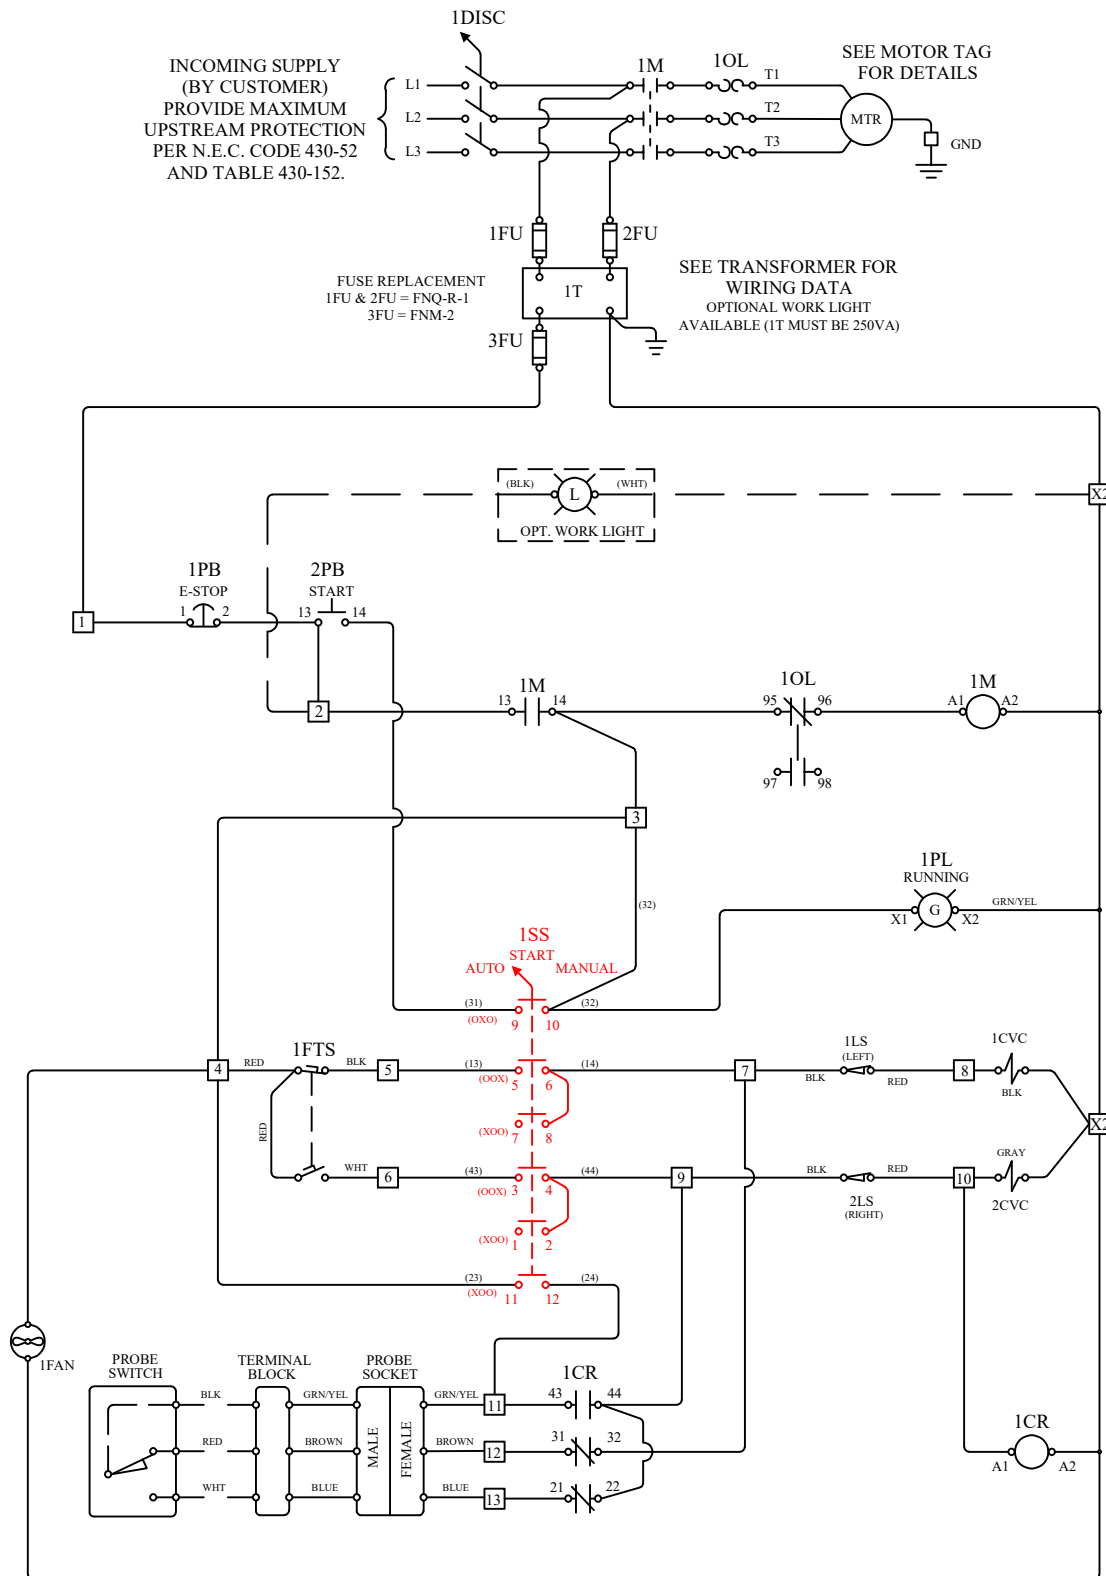 1DISC
INCOMING SUPPLY
(BY CUSTOMER)
PROVIDE MAXIMUM
UPSTREAM PROTECTION
PER N.E.C. CODE 430-52
AND TABLE 430-152.
L1
L2
L3
1M
1OL
T1
T2
T3
SEE MOTOR TAG
FOR DETAILS
MTR
GND
1FU
2FU
FUSE REPLACEMENT
1FU & 2FU = FNQ-R-1
3FU = FNM-2
1T
SEE TRANSFORMER FOR
WIRING DATA
OPTIONAL WORK LIGHT
AVAILABLE (1T MUST BE 250VA)
3FU
(BLK)
L
(WHT)
OPT. WORK LIGHT
X2
1PB
E-STOP
1
2
2PB
START
13
14
1
2
1M
13
14
1OL
95
96
97
98
1M
A1
A2
3
(32)
1PL
RUNNING
X1
G
X2
GRN/YEL
1SS
START
AUTO
MANUAL
(31)
(OXO)
9
10
(32)
4
RED
1FTS
BLK
5
(13)
(OOX)
5
6
(14)
7
BLK
1LS
(LEFT)
RED
8
1CVC
BLK
X2
(XOO)
7
8
RED
WHT
6
(43)
(OOX)
3
4
(44)
9
BLK
RED
2LS
(RIGHT)
10
GRAY
2CVC
(XOO)
1
2
(23)
(XOO)
11
12
(24)
1FAN
PROBE
SWITCH
TERMINAL
BLOCK
PROBE
SOCKET
BLK
GRN/YEL
GRN/YEL
11
1CR
43
44
RED
BROWN
MALE
FEMALE
BROWN
12
31
32
WHT
BLUE
BLUE
13
21
22
1CR
A1
A2